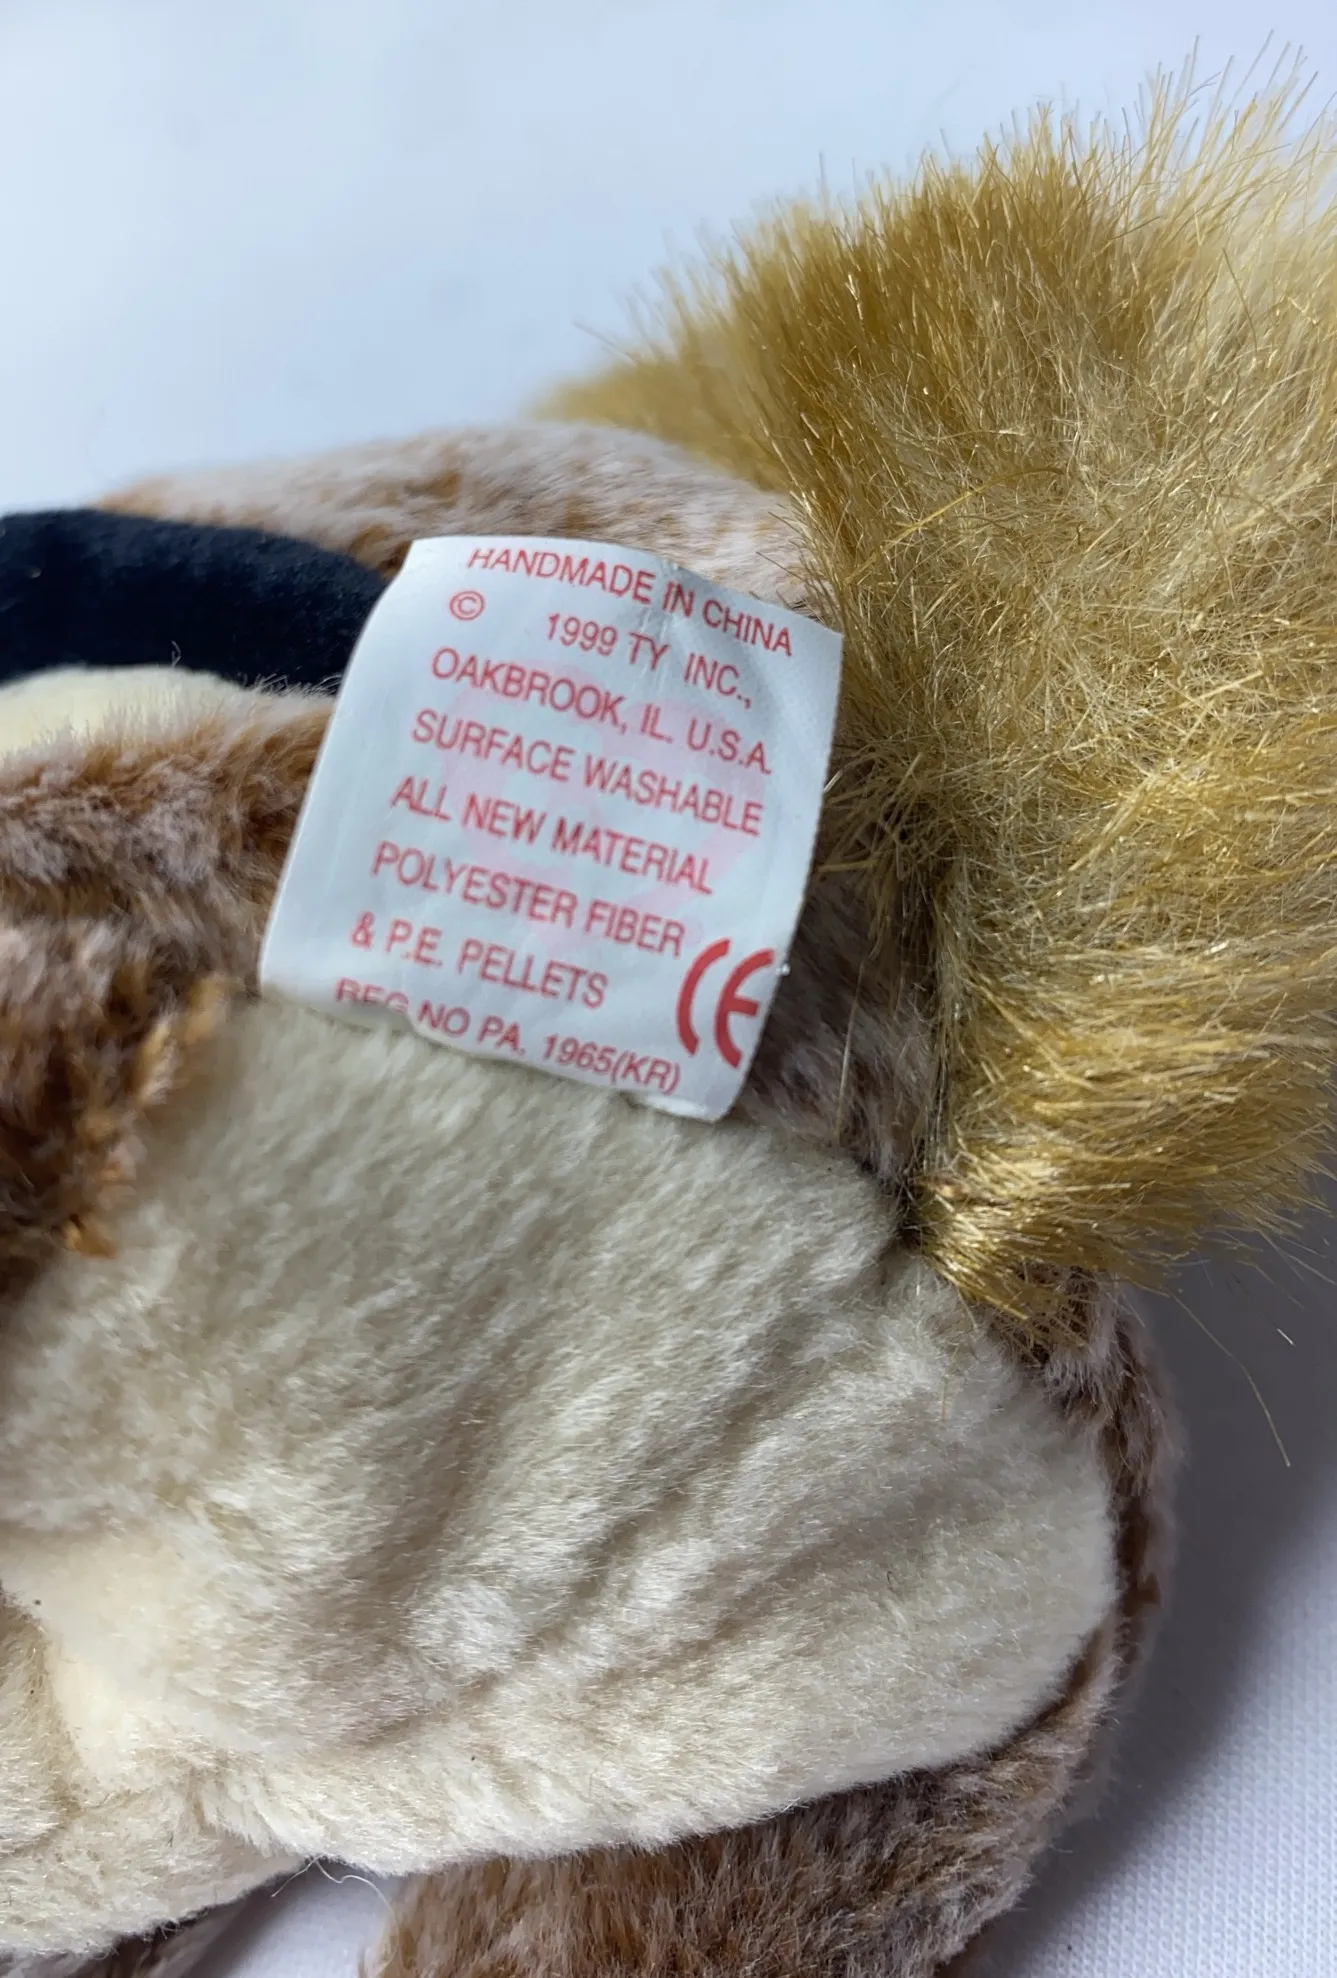 HANDMADE IN CHINA
© 1999 TY INC.,
OAKBROOK, IL. U.S.A.
SURFACE WASHABLE
ALL NEW MATERIAL
POLYESTER FIBER
& P.E. PELLETS
REG NO PA. 1965(KR)
CE